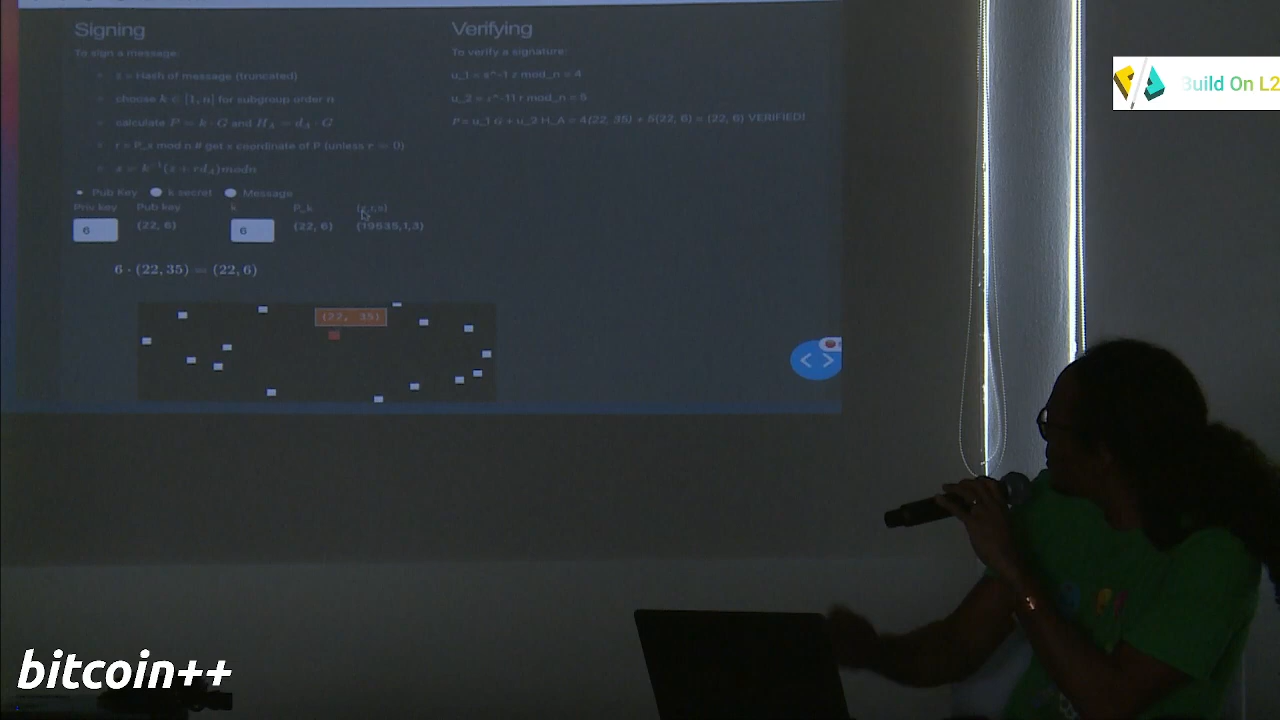 Signing
To sign a message:
z = Hash of message (truncated)
choose k ∈ [1, n] for subgroup order n
calculate P = k · G and H_A = d_A · G
r = P_x mod n # get x coordinate of P (unless r = 0)
s = k^{-1}(z + rd_A) mod n
Pub Key k secret Message
Priv key Pub key k P_k (z,r,s)
6 (22, 6) 6 (22, 6) (19535,1,3)
6 · (22, 35) = (22, 6)
(22, 35)
Verifying
To verify a signature:
u_1 = s^-1 z mod_n = 4
u_2 = s^-1 r mod_n = 5
P = u_1 G + u_2 H_A = 4(22, 35) + 5(22, 6) = (22, 6) VERIFIED!
Build On L2
bitcoin++